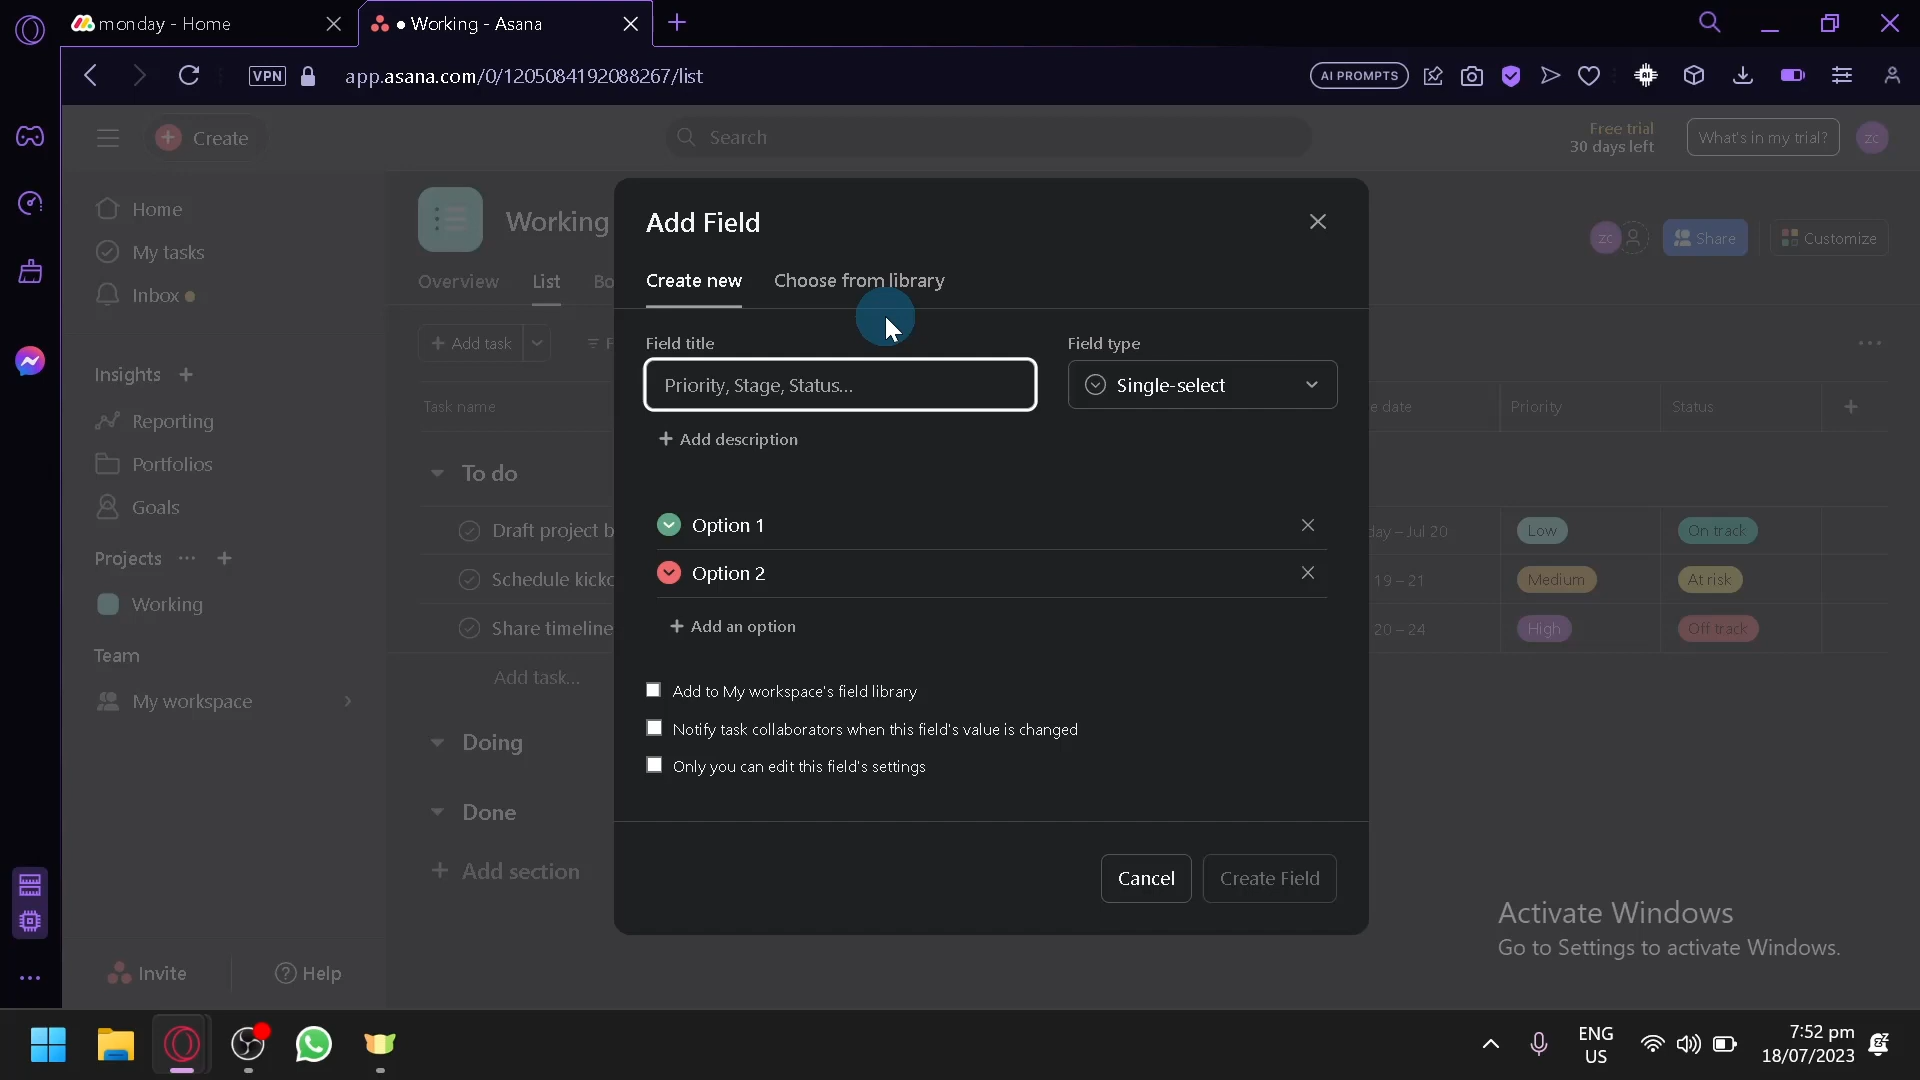 monday - Home
• Working - Asana
VPN
app.asana.com/0/1205084192088267/list
AI PROMPTS
Create
Search
Free trial
30 days left
What's in my trial?
zc
Home
My tasks
Inbox
Insights
Reporting
Portfolios
Goals
Projects
Working
Team
My workspace
Invite
Help
Working
Overview
List
Bo
Add task
F
zc
Share
Customize
Task name
e date
Priority
Status
To do
Draft project b
day – Jul 20
Low
On track
Schedule kicko
19 – 21
Medium
At risk
Share timeline
20 – 24
High
Off track
Add task...
Doing
Done
Add section
Add Field
Create new
Choose from library
Field title
Field type
Priority, Stage, Status...
Single-select
Add description
Option 1
Option 2
Add an option
Add to My workspace's field library
Notify task collaborators when this field's value is changed
Only you can edit this field's settings
Cancel
Create Field
Activate Windows
Go to Settings to activate Windows.
ENG
US
7:52 pm
18/07/2023